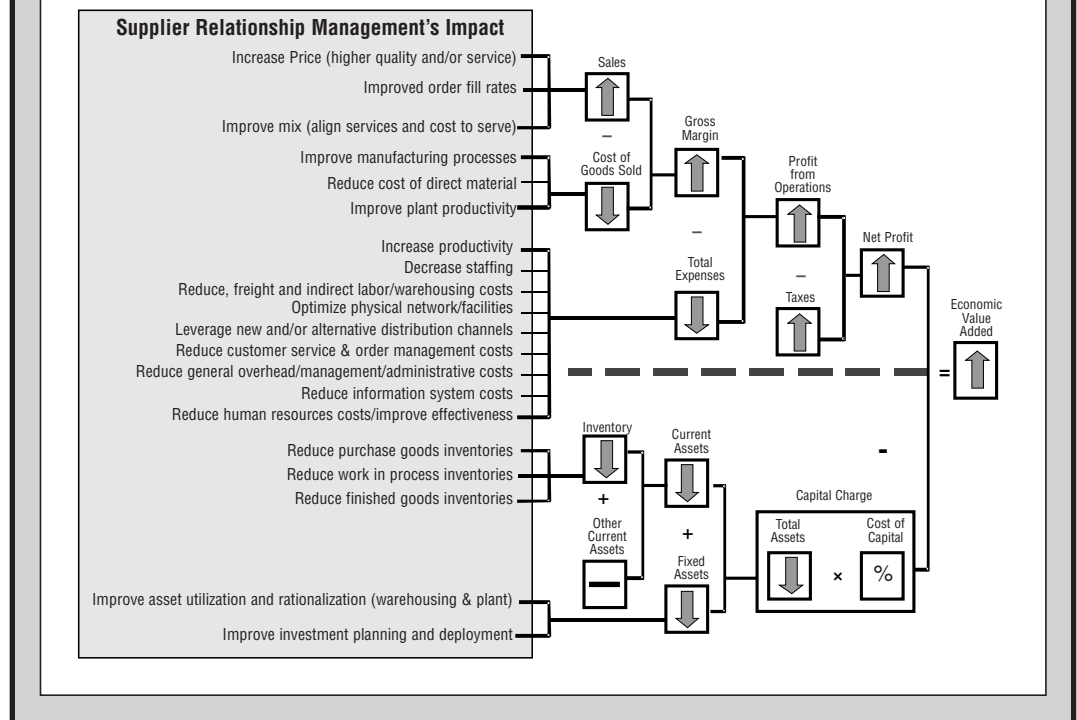 Supplier Relationship Management's Impact
Increase Price (higher quality and/or service)
Improved order fill rates
Improve mix (align services and cost to serve)
Improve manufacturing processes
Reduce cost of direct material
Improve plant productivity
Increase productivity
Decrease staffing
Reduce, freight and indirect labor/warehousing costs
Optimize physical network/facilities
Leverage new and/or alternative distribution channels
Reduce customer service & order management costs
Reduce general overhead/management/administrative costs
Reduce information system costs
Reduce human resources costs/improve effectiveness
Reduce purchase goods inventories
Reduce work in process inventories
Reduce finished goods inventories
Improve asset utilization and rationalization (warehousing & plant)
Improve investment planning and deployment
Sales
–
Cost of
Goods Sold
Gross
Margin
–
Total
Expenses
Profit
from
Operations
–
Taxes
Net Profit
Economic
Value
Added
=
-
Inventory
+
Other
Current
Assets
Current
Assets
+
Fixed
Assets
Capital Charge
Total
Assets
×
Cost of
Capital
%